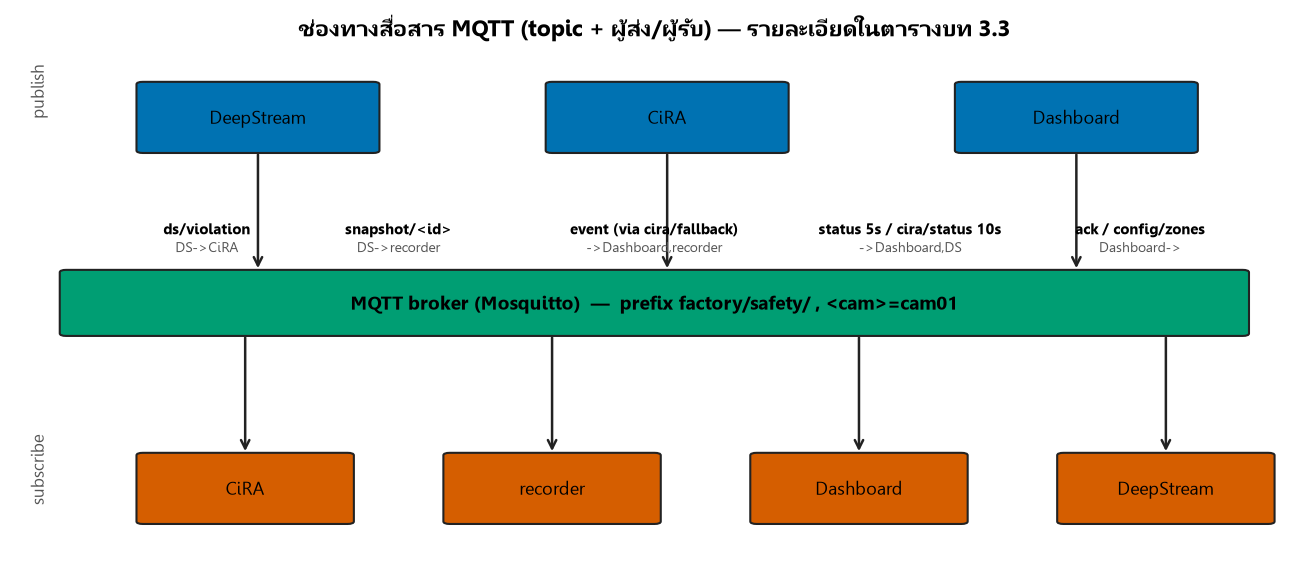 ช่องทางสื่อสาร MQTT (topic + ผู้ส่ง/ผู้รับ) — รายละเอียดในตารางบท 3.3
publish
DeepStream
CiRA
Dashboard
ds/violation
DS->CiRA
snapshot/<id>
DS->recorder
event (via cira/fallback)
->Dashboard,recorder
status 5s / cira/status 10s
->Dashboard,DS
ack / config/zones
Dashboard->
MQTT broker (Mosquitto) — prefix factory/safety/ , <cam>=cam01
subscribe
CiRA
recorder
Dashboard
DeepStream